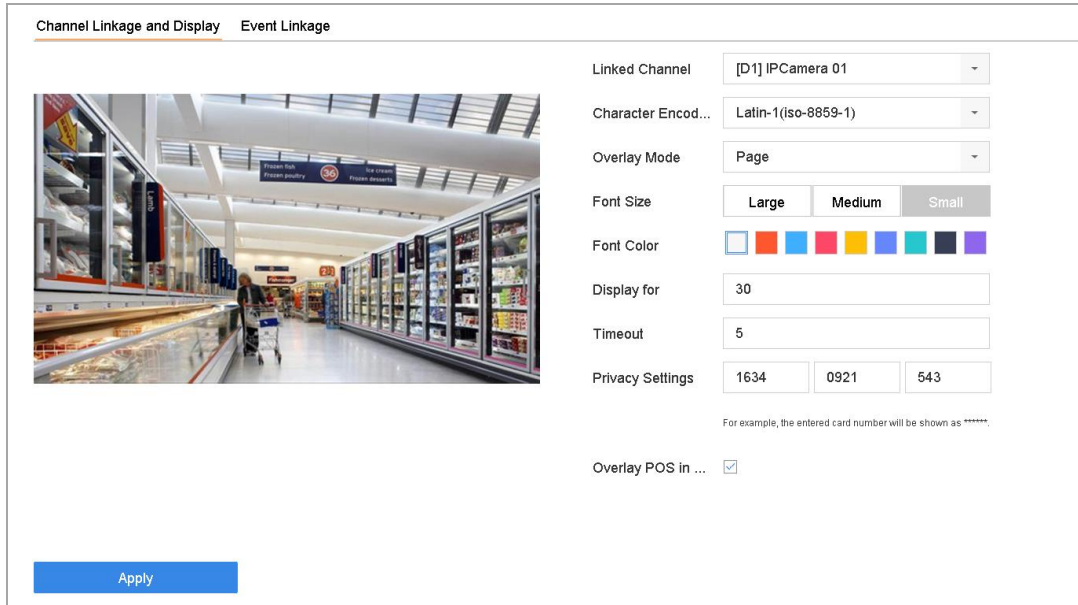 Channel Linkage and Display Event Linkage
Linked Channel [D1] IPCamera 01
Character Encod... Latin-1(iso-8859-1)
Overlay Mode Page
Font Size Large Medium Small
Font Color
Display for 30
Timeout 5
Privacy Settings 1634 0921 543
For example, the entered card number will be shown as ******.
Overlay POS in ...
Frozen fish
Frozen poultry
36
Ice cream
Frozen desserts
Lamb
Apply